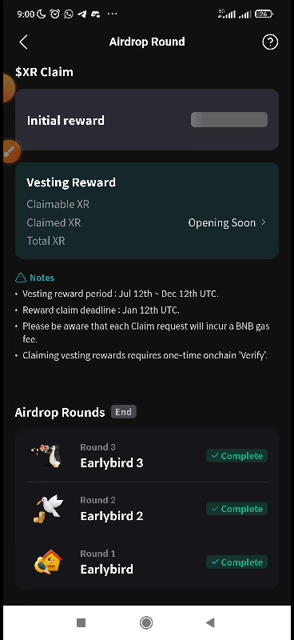 9:00
5G
26
Airdrop Round
?
$XR Claim
Initial reward
Vesting Reward
Claimable XR
Claimed XR
Opening Soon >
Total XR
Notes
• Vesting reward period : Jul 12th ~ Dec 12th UTC.
• Reward claim deadline : Jan 12th UTC.
• Please be aware that each Claim request will incur a BNB gas
fee.
• Claiming vesting rewards requires one-time onchain 'Verify'.
Airdrop Rounds End
Round 3
Earlybird 3
✓ Complete
Round 2
Earlybird 2
✓ Complete
Round 1
Earlybird
✓ Complete